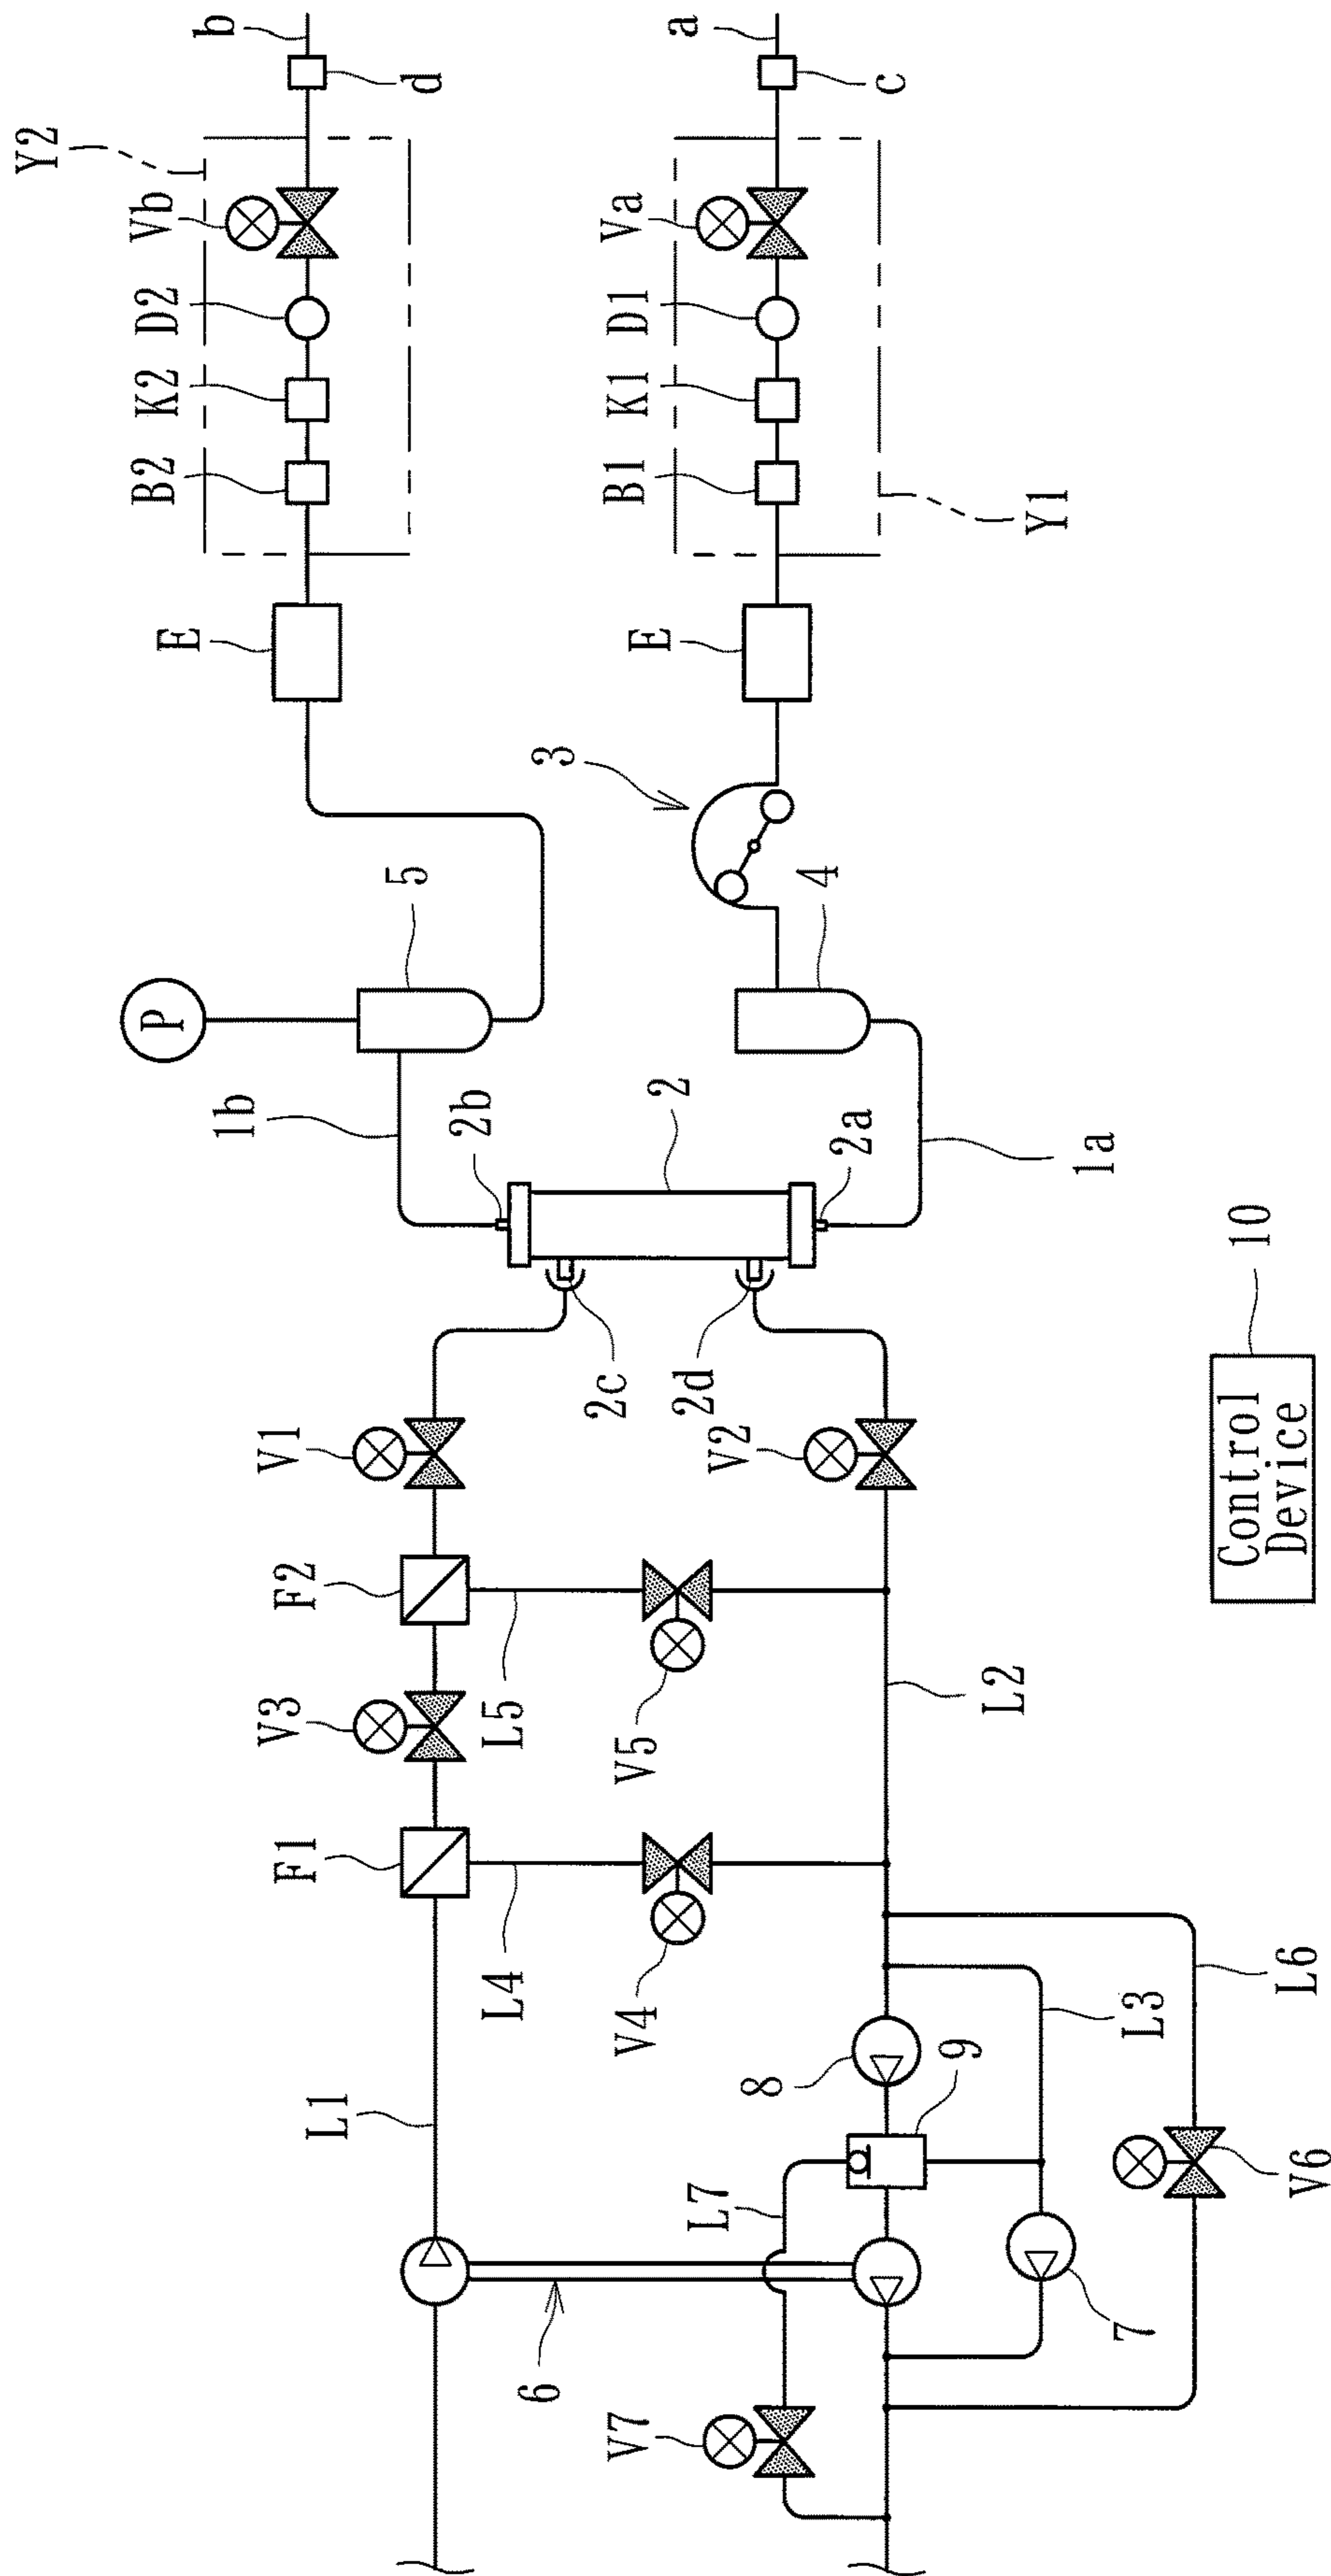 b
d
Y2
Vb
D2
K2
B2
E
a
c
Va
D1
K1
B1
Y1
E
3
5
4
P
1b
2b
2
2a
1a
2c
2d
10
Control
Device
V1
V2
F2
V3
L5
V5
L2
F1
L4
V4
L6
L3
L1
8
9
L7
V6
6
7
V7